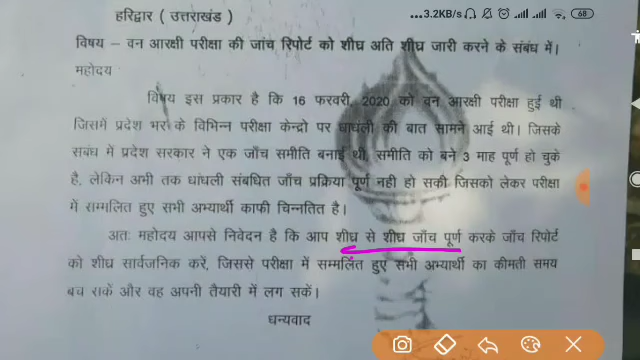 ...3.2KB/s 68
हरिद्वार ( उत्तराखंड )
विषय – वन आरक्षी परीक्षा की जाँच रिपोर्ट को शीघ्र अति शीघ्र जारी करने के संबंध में।
महोदय
विषय इस प्रकार है कि 16 फरवरी, 2020 को वन आरक्षी परीक्षा हुई थी
जिसमें प्रदेश भर के विभिन्न परीक्षा केन्द्रो पर धांधली की बात सामने आई थी। जिसके
सबंध में प्रदेश सरकार ने एक जाँच समीति बनाई थी, समीति को बने 3 माह पूर्ण हो चुके
है, लेकिन अभी तक धांधली संबधित जाँच प्रक्रिया पूर्ण नही हो सकी जिसको लेकर परीक्षा
में सम्मलित हुए सभी अभ्यार्थी काफी चिन्नतित है।
अतः महोदय आपसे निवेदन है कि आप शीघ्र से शीघ्र जाँच पूर्ण करके जाँच रिपोर्ट
को शीघ्र सार्वजनिक करें, जिससे परीक्षा में सम्मलित हुए सभी अभ्यार्थी का कीमती समय
बच सकें और वह अपनी तैयारी में लग सकें।
धन्यवाद